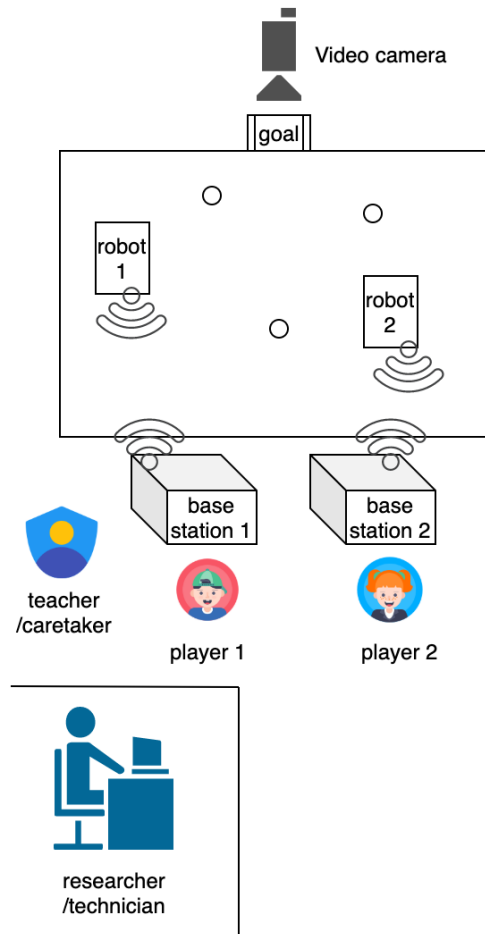 Video camera
goal
robot
1
robot
2
base
station 1
base
station 2
teacher
/caretaker
player 1
player 2
researcher
/technician